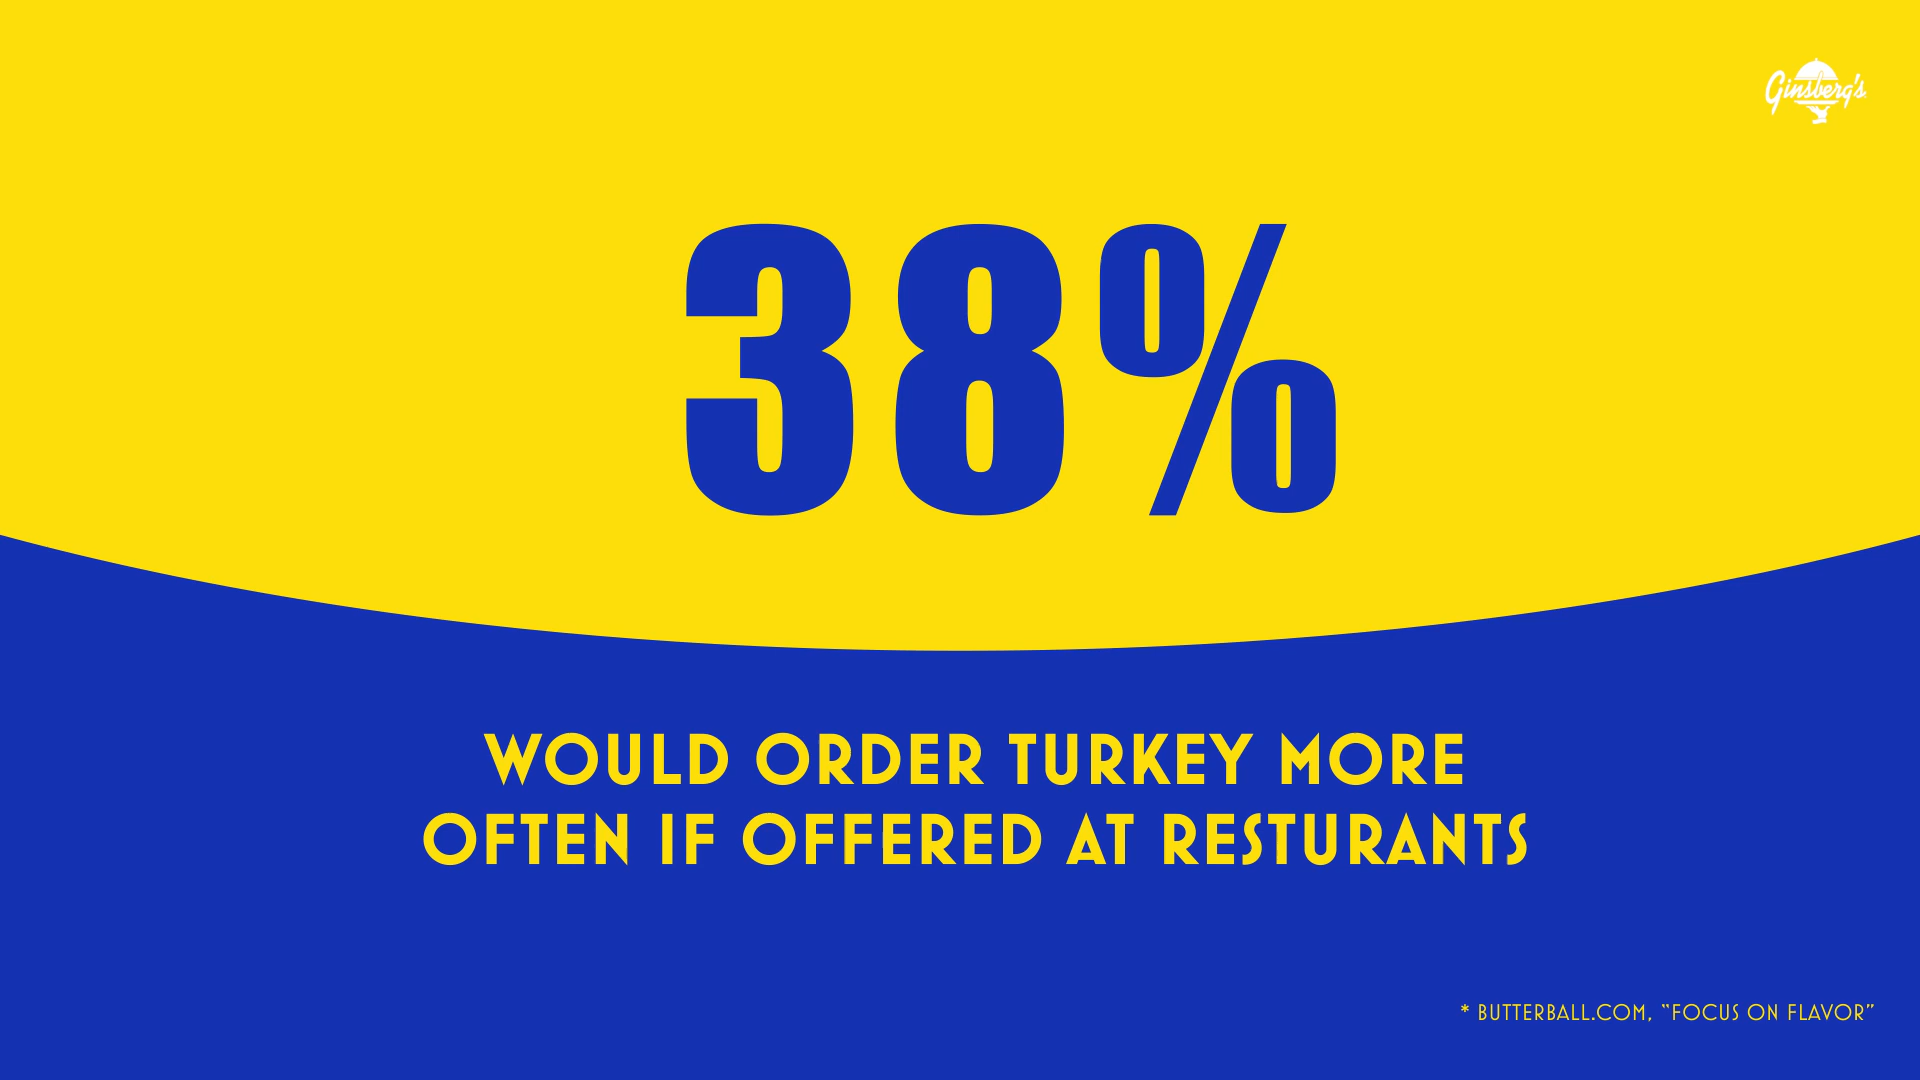 Ginsberg's
38%
WOULD ORDER TURKEY MORE
OFTEN IF OFFERED AT RESTURANTS
* BUTTERBALL.COM, “FOCUS ON FLAVOR”